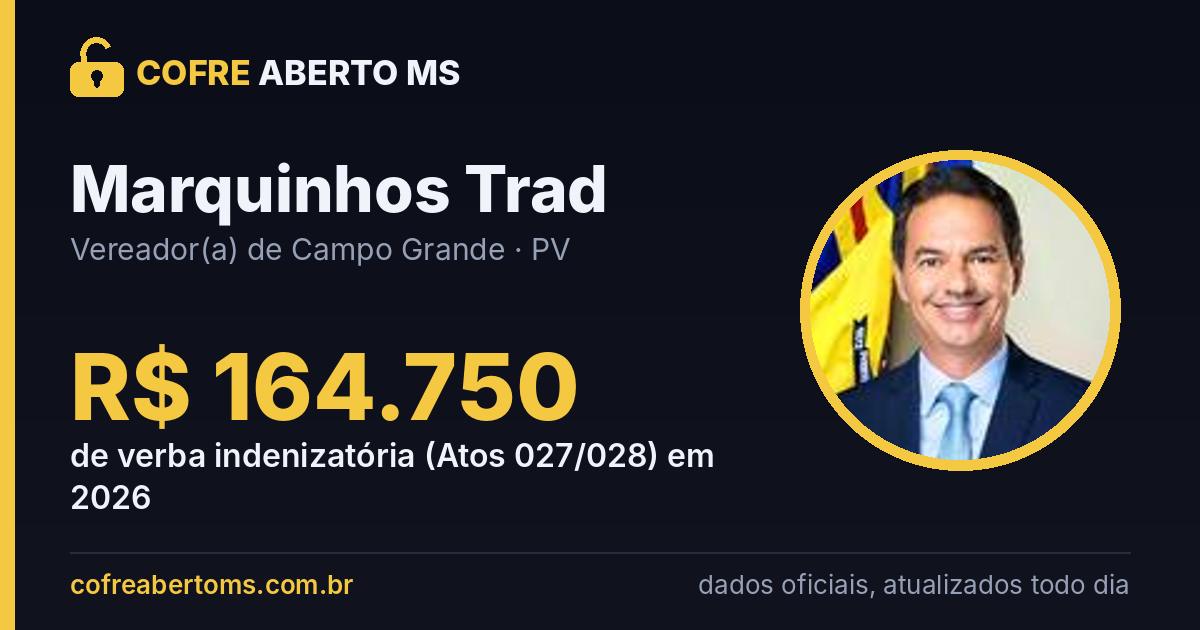 COFRE ABERTO MS
Marquinhos Trad
Vereador(a) de Campo Grande · PV
R$ 164.750
de verba indenizatória (Atos 027/028) em
2026
cofreabertoms.com.br
dados oficiais, atualizados todo dia